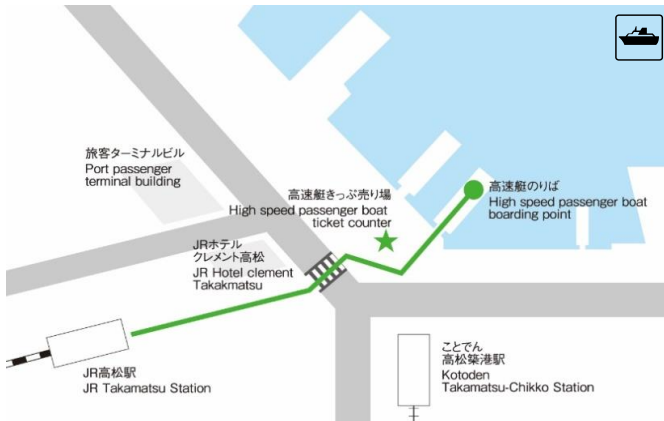 旅客ターミナルビル
Port passenger
terminal building
高速艇きっぷ売り場
High speed passenger boat
ticket counter
高速艇のりば
High speed passenger boat
boarding point
JRホテル
クレメント高松
JR Hotel clement
Takakmatsu
JR高松駅
JR Takamatsu Station
ことでん
高松築港駅
Kotoden
Takamatsu-Chikko Station